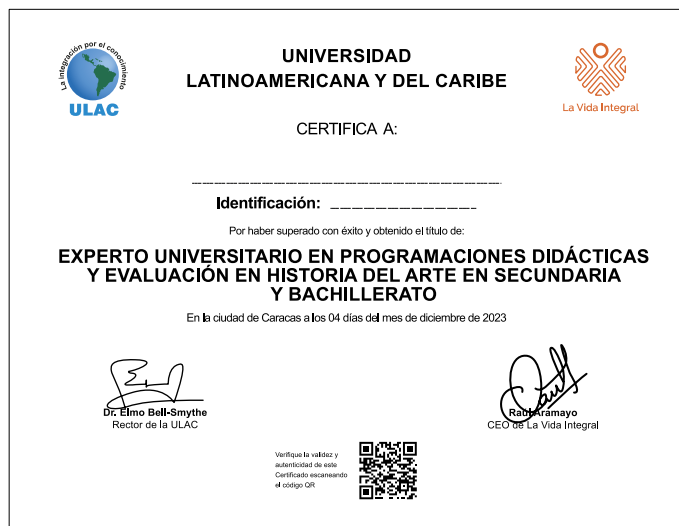 La integración por el conocimiento
ULAC
UNIVERSIDAD
LATINOAMERICANA Y DEL CARIBE
La Vida Integral
CERTIFICA A:
Identificación:
Por haber superado con éxito y obtenido el título de:
EXPERTO UNIVERSITARIO EN PROGRAMACIONES DIDÁCTICAS
Y EVALUACIÓN EN HISTORIA DEL ARTE EN SECUNDARIA
Y BACHILLERATO
En la ciudad de Caracas a los 04 días del mes de diciembre de 2023
Dr. Elmo Bell-Smythe
Rector de la ULAC
Raúl Aramayo
CEO de La Vida Integral
Verifique la validez y
autenticidad de este
Certificado escaneando
el código QR